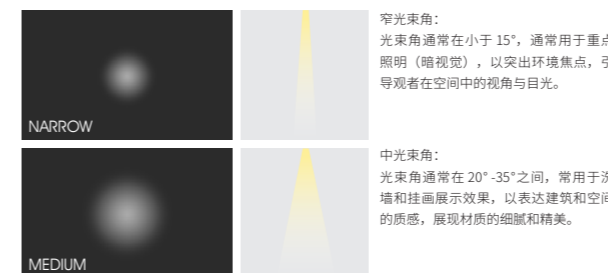 窄光束角：
光束角通常在小于 15°，通常用于重点
照明（暗视觉），以突出环境焦点，引
导观者在空间中的视角与目光。
NARROW
中光束角：
光束角通常在 20° -35°之间，常用于洗
墙和挂画展示效果，以表达建筑和空间
的质感，展现材质的细腻和精美。
MEDIUM